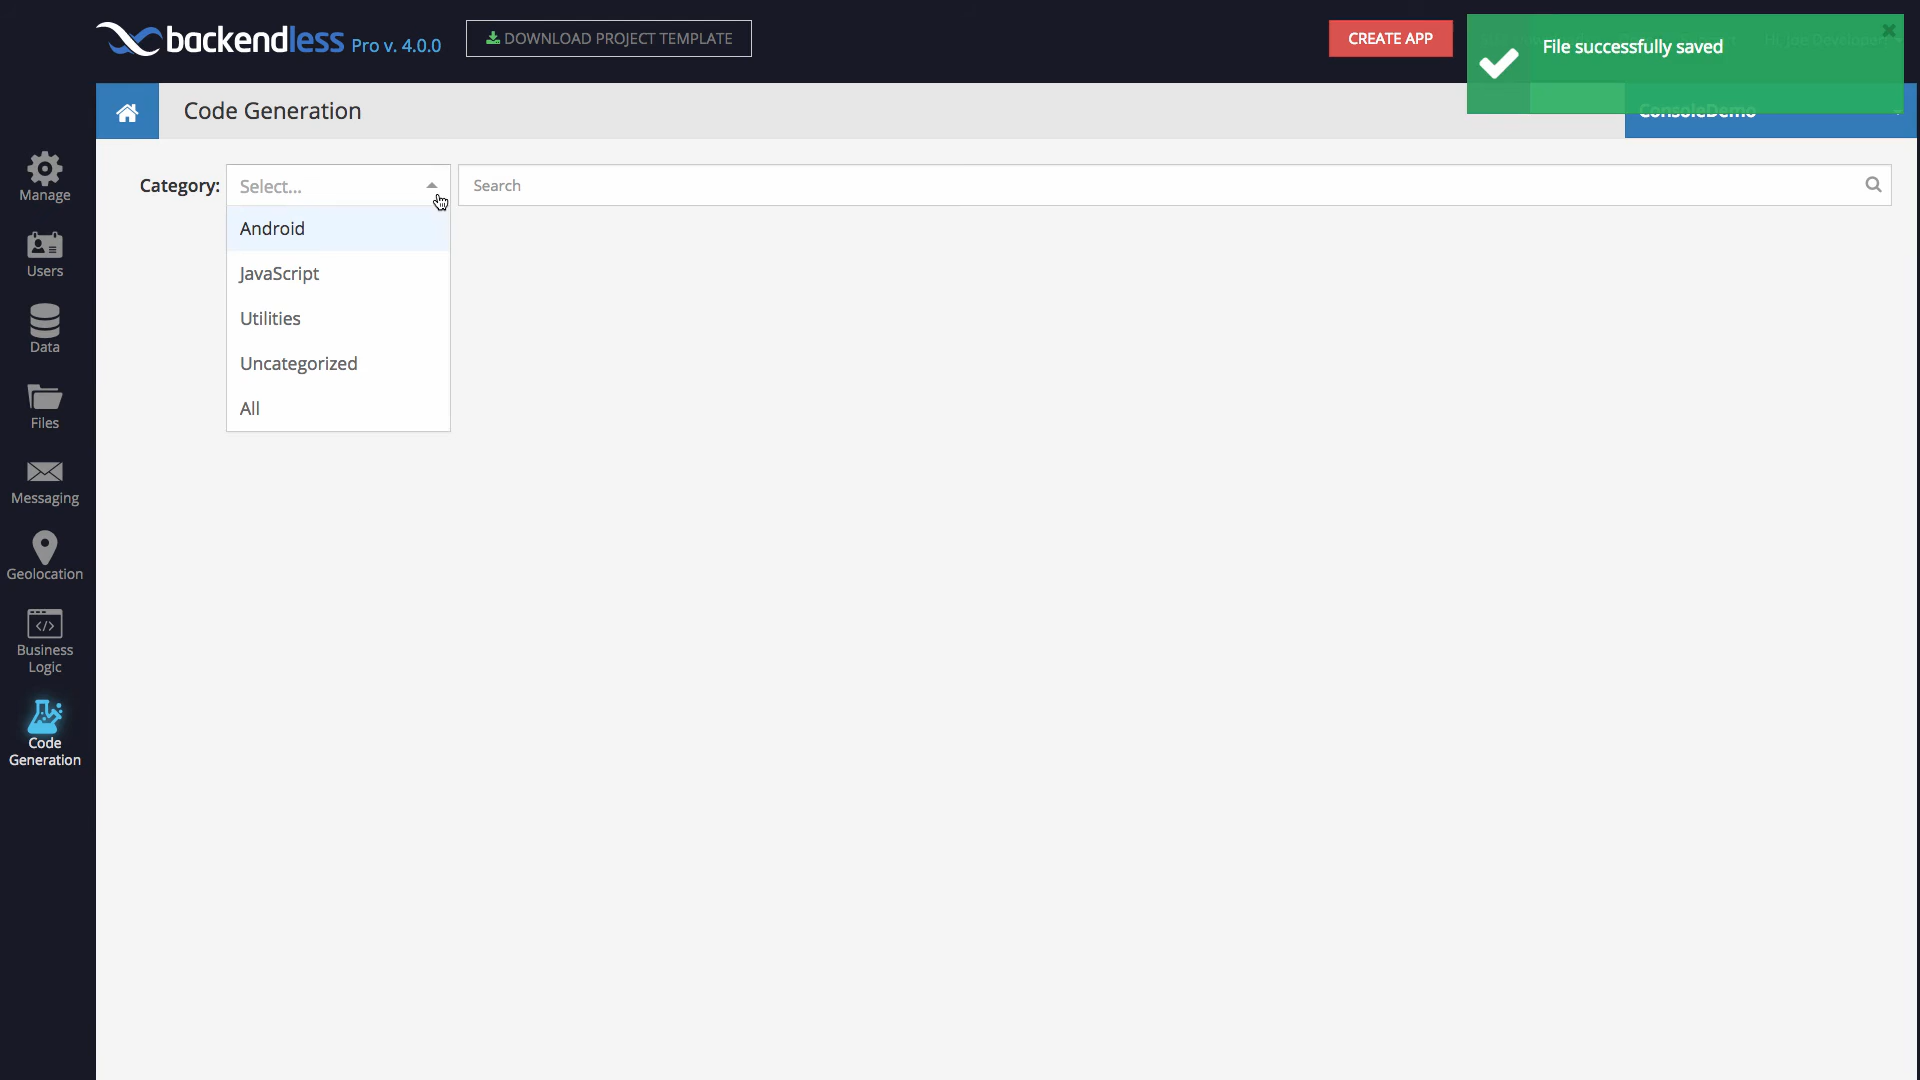 backendless Pro v. 4.0.0
DOWNLOAD PROJECT TEMPLATE
CREATE APP
File successfully saved
Code Generation
ConsoleDemo
Category:
Select...
Search
Android
JavaScript
Utilities
Uncategorized
All
Manage
Users
Data
Files
Messaging
Geolocation
</>
Business
Logic
Code
Generation